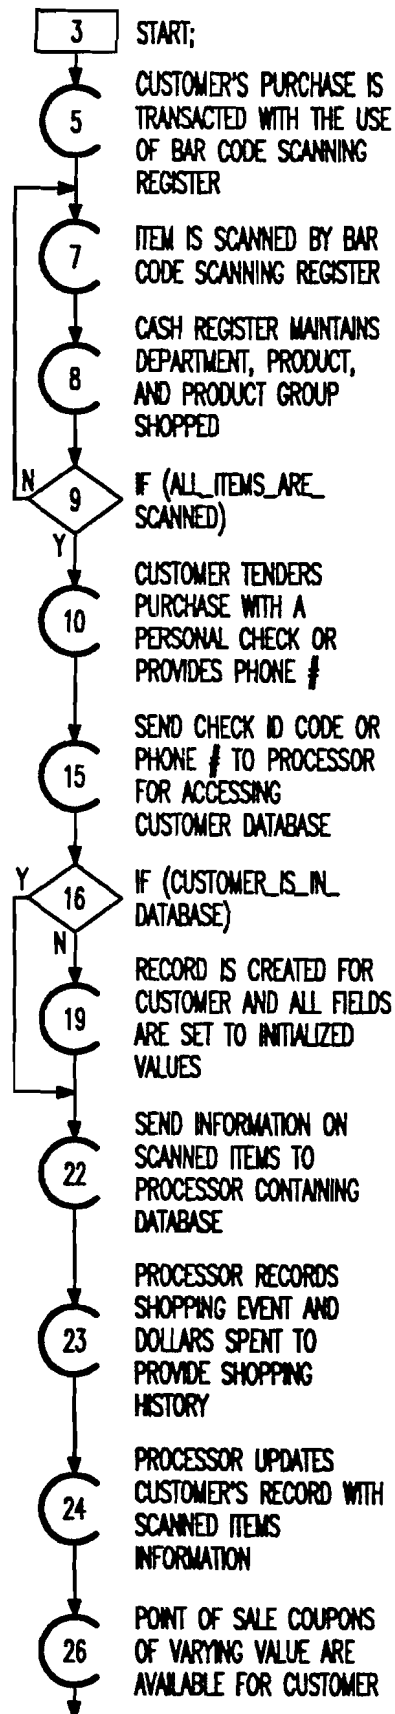 3 START;
5
CUSTOMER'S PURCHASE IS
TRANSACTED WITH THE USE
OF BAR CODE SCANNING
REGISTER
7
ITEM IS SCANNED BY BAR
CODE SCANNING REGISTER
8
CASH REGISTER MAINTAINS
DEPARTMENT, PRODUCT,
AND PRODUCT GROUP
SHOPPED
N
9
IF (ALL_ITEMS_ARE_
SCANNED)
Y
10
CUSTOMER TENDERS
PURCHASE WITH A
PERSONAL CHECK OR
PROVIDES PHONE #
15
SEND CHECK ID CODE OR
PHONE # TO PROCESSOR
FOR ACCESSING
CUSTOMER DATABASE
Y
16
IF (CUSTOMER_IS_IN_
DATABASE)
N
19
RECORD IS CREATED FOR
CUSTOMER AND ALL FIELDS
ARE SET TO INITIALIZED
VALUES
22
SEND INFORMATION ON
SCANNED ITEMS TO
PROCESSOR CONTAINING
DATABASE
23
PROCESSOR RECORDS
SHOPPING EVENT AND
DOLLARS SPENT TO
PROVIDE SHOPPING
HISTORY
24
PROCESSOR UPDATES
CUSTOMER'S RECORD WITH
SCANNED ITEMS
INFORMATION
26
POINT OF SALE COUPONS
OF VARYING VALUE ARE
AVAILABLE FOR CUSTOMER